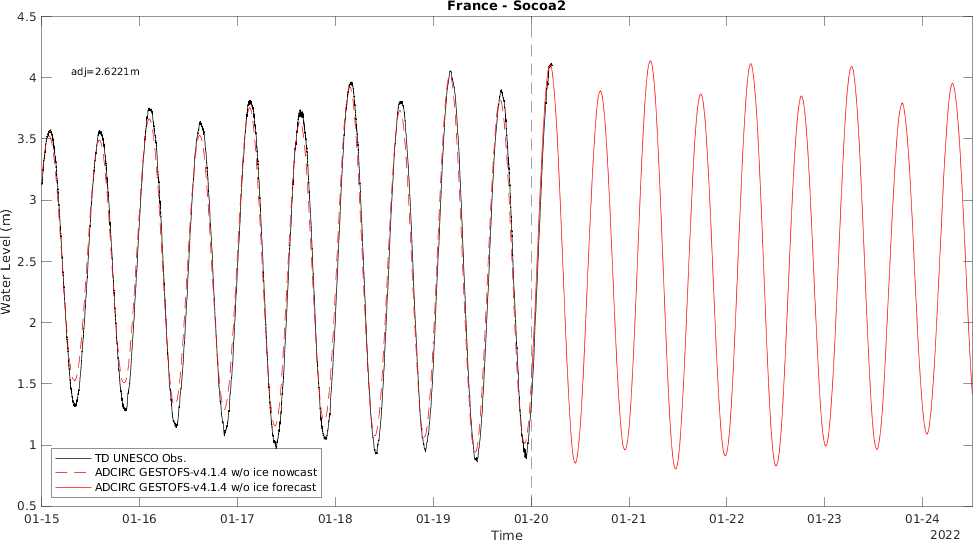 France - Socoa2
4.5
4
3.5
3
2.5
2
1.5
1
0.5
Water Level (m)
adj=2.6221m
TD UNESCO Obs.
ADCIRC GESTOFS-v4.1.4 w/o ice nowcast
ADCIRC GESTOFS-v4.1.4 w/o ice forecast
01-15 01-16 01-17 01-18 01-19 01-20 01-21 01-22 01-23 01-24
Time
2022